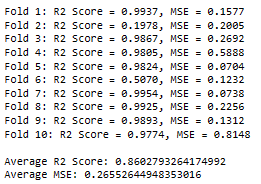 Fold 1: R2 Score = 0.9937, MSE = 0.1577
Fold 2: R2 Score = 0.1978, MSE = 0.2005
Fold 3: R2 Score = 0.9867, MSE = 0.2692
Fold 4: R2 Score = 0.9805, MSE = 0.5888
Fold 5: R2 Score = 0.9824, MSE = 0.0704
Fold 6: R2 Score = 0.5070, MSE = 0.1232
Fold 7: R2 Score = 0.9954, MSE = 0.0738
Fold 8: R2 Score = 0.9925, MSE = 0.2256
Fold 9: R2 Score = 0.9893, MSE = 0.1312
Fold 10: R2 Score = 0.9774, MSE = 0.8148

Average R2 Score: 0.8602793264174992
Average MSE: 0.26552644948353016